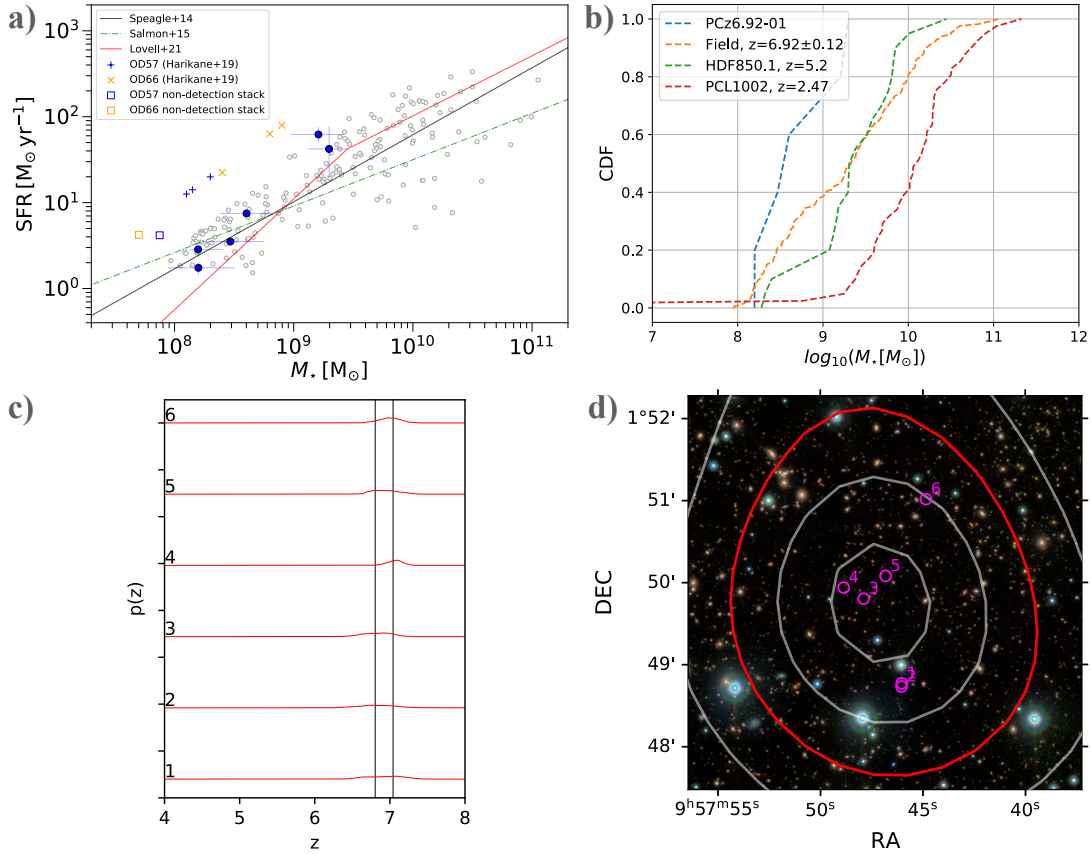 a)
Speagle+14
Salmon+15
Lovell+21
OD57 (Harikane+19)
OD66 (Harikane+19)
OD57 non-detection stack
OD66 non-detection stack
10³
10²
10¹
10⁰
SFR [M⊙ yr⁻¹]
10⁸ 10⁹ 10¹⁰ 10¹¹
M⋆ [M⊙]
b)
PCz6.92-01
Field, z=6.92±0.12
HDF850.1, z=5.2
PCL1002, z=2.47
1.0
0.8
0.6
0.4
0.2
0.0
CDF
7 8 9 10 11 12
log₁₀(M⋆[M⊙])
c)
6
5
4
3
2
1
p(z)
4 5 6 7 8
z
d)
1°52'
51'
50'
49'
48'
DEC
6
5
4
3
1
2
9ʰ57ᵐ55ˢ 50ˢ 45ˢ 40ˢ
RA